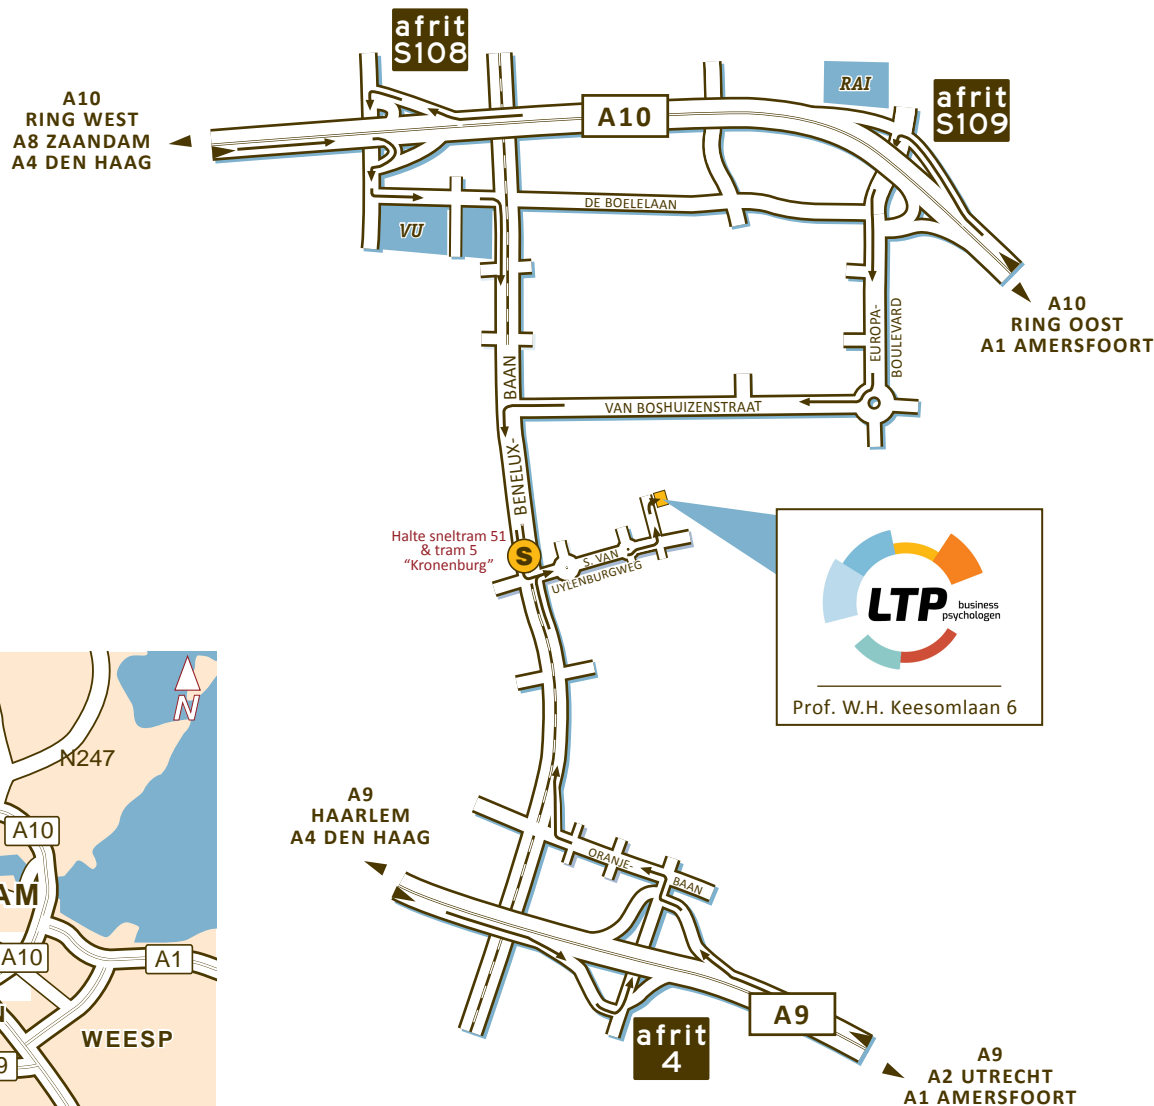 afrit
S108
A10
RING WEST
A8 ZAANDAM
A4 DEN HAAG
A10
RAI
afrit
S109
DE BOELELAAN
VU
A10
RING OOST
A1 AMERSFOORT
EUROPA-
BOULEVARD
BAAN
VAN BOSHUIZENSTRAAT
BENELUX-
Halte sneltram 51
& tram 5
“Kronenburg”
S
S. VAN
UYLENBURGWEG
LTP
business
psychologen
Prof. W.H. Keesomlaan 6
N
N247
A10
AM
A10
A1
N
WEESP
9
A9
HAARLEM
A4 DEN HAAG
ORANJE-
BAAN
A9
afrit
4
A9
A2 UTRECHT
A1 AMERSFOORT